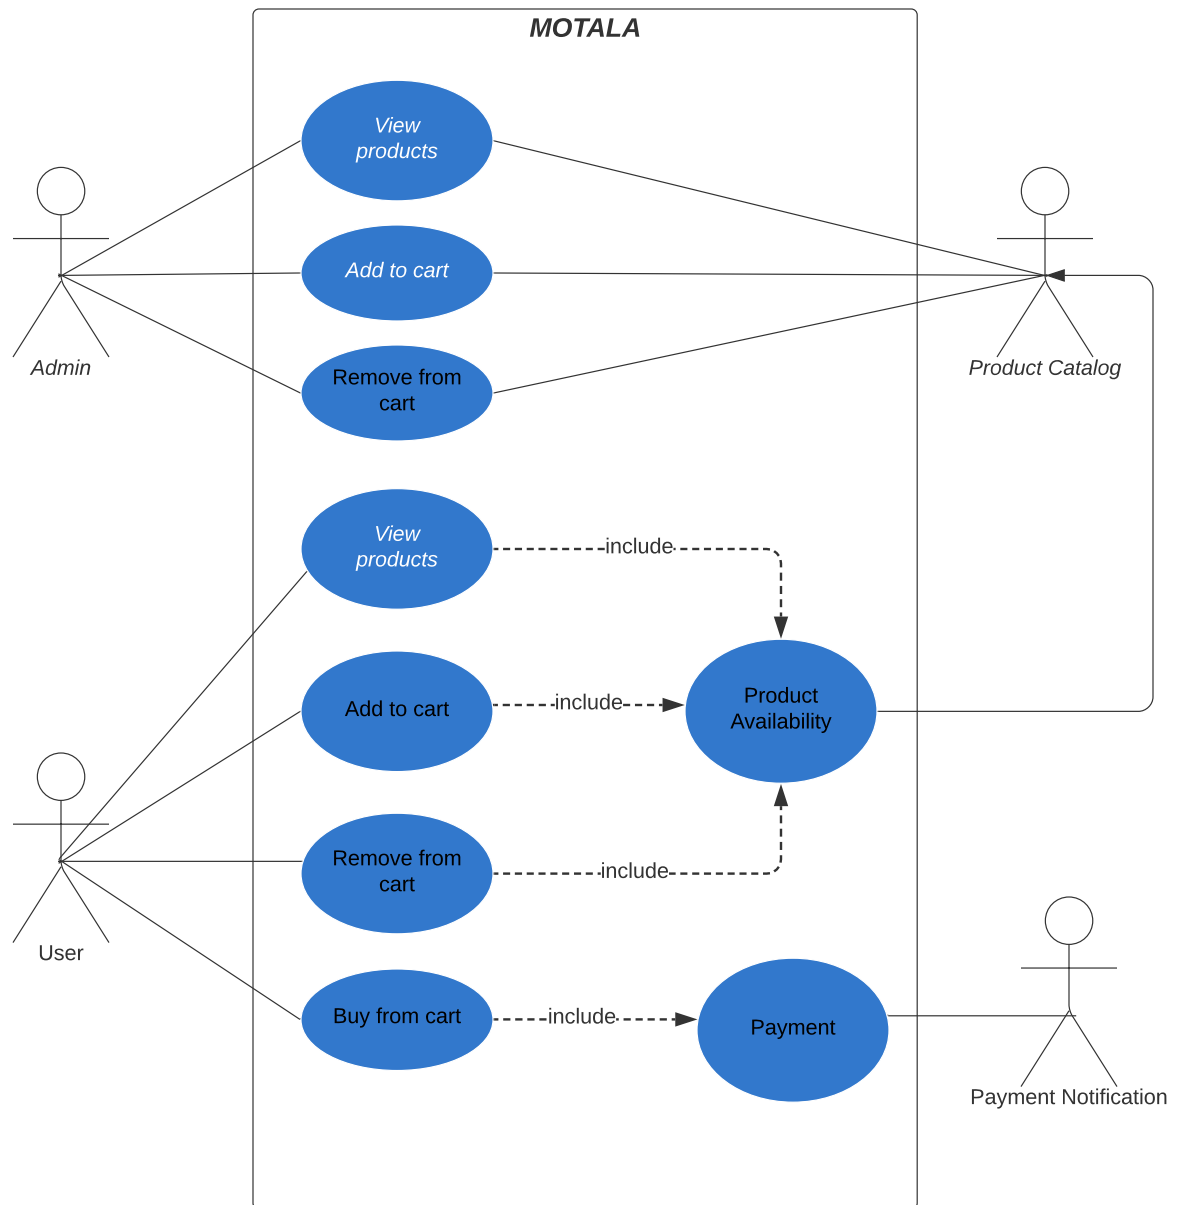 MOTALA
View
products
Add to cart
Remove from
cart
Admin
Product Catalog
View
products
include
Add to cart
include
Product
Availability
Remove from
cart
include
User
Buy from cart
include
Payment
Payment Notification